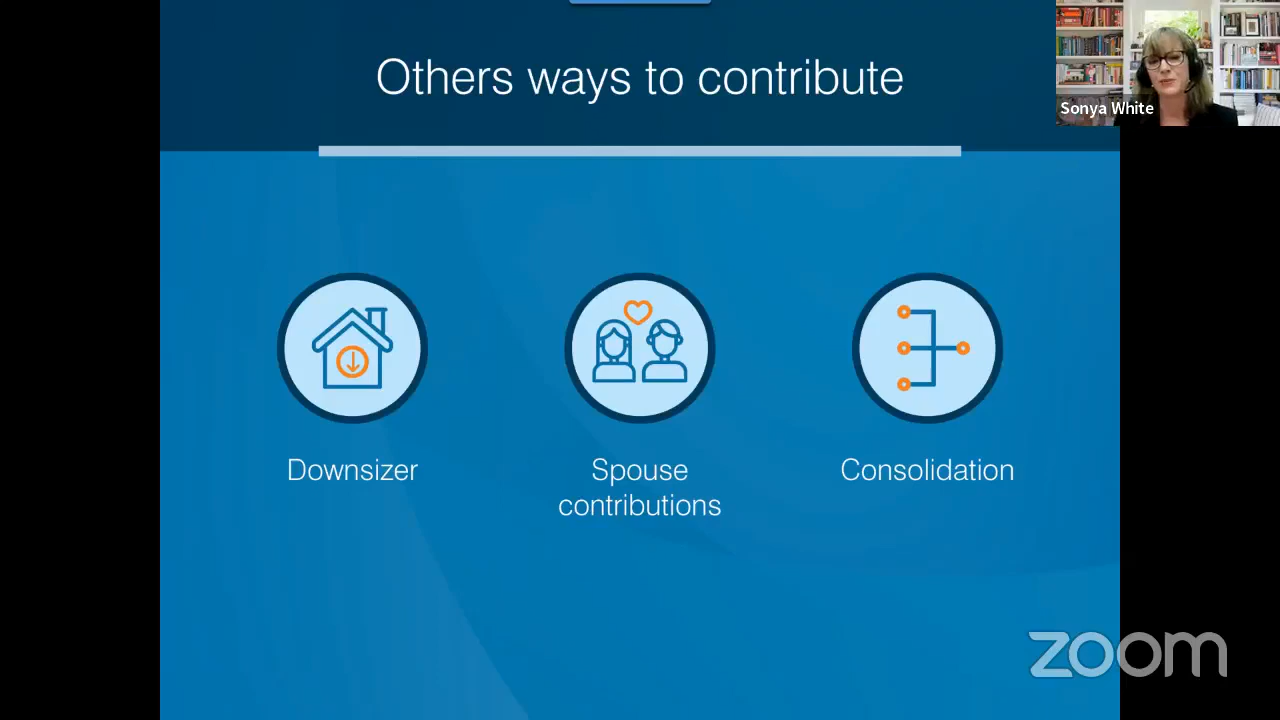 Others ways to contribute
Sonya White
Downsizer
Spouse
contributions
Consolidation
zoom